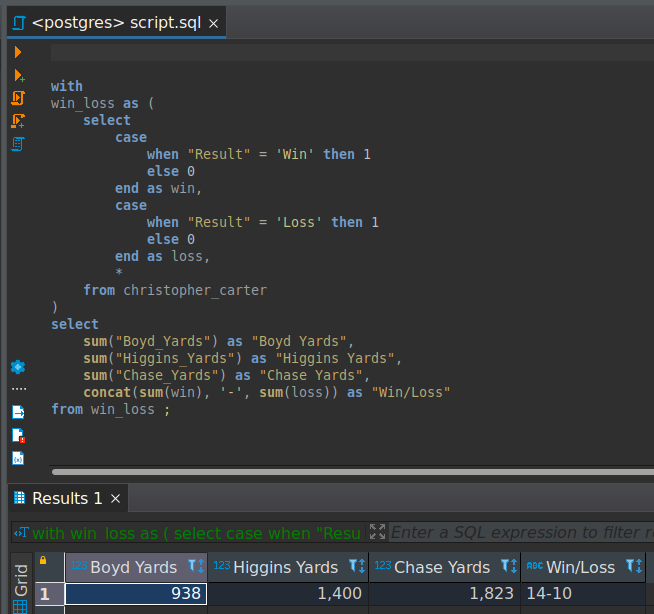 <postgres> script.sql ×
with
win_loss as (
select
case
when "Result" = 'Win' then 1
else 0
end as win,
case
when "Result" = 'Loss' then 1
else 0
end as loss,
*
from christopher_carter
)
select
sum("Boyd_Yards") as "Boyd Yards",
sum("Higgins_Yards") as "Higgins Yards",
sum("Chase_Yards") as "Chase Yards",
concat(sum(win), '-', sum(loss)) as "Win/Loss"
from win_loss ;
Results 1 ×
with win_loss as ( select case when "Resu
Enter a SQL expression to filter r
Grid
123 Boyd Yards 123 Higgins Yards 123 Chase Yards ABC Win/Loss
1 938 1,400 1,823 14-10